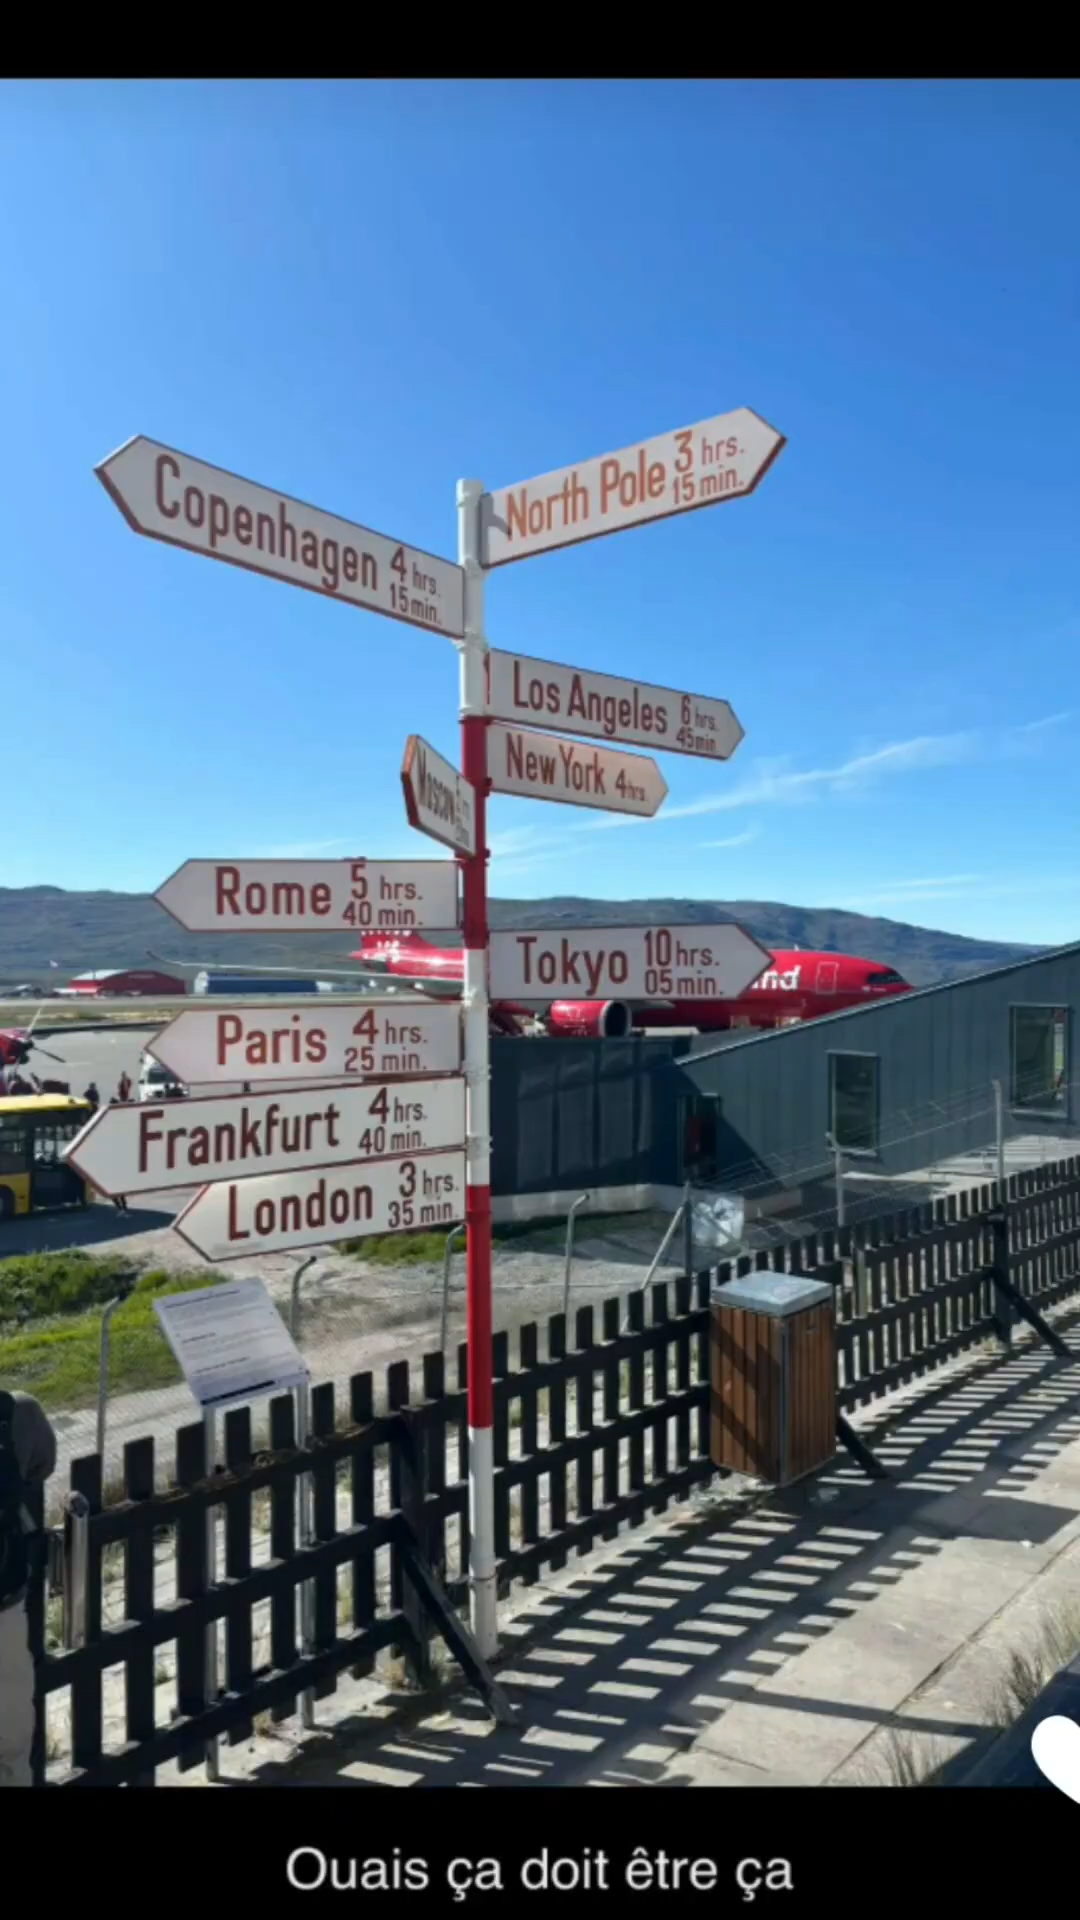 North Pole 3 hrs.
15 min.
Copenhagen 4 hrs.
15 min.
Los Angeles 6 hrs.
45 min.
New York 4 hrs.
Moscow
Rome 5 hrs.
40 min.
Tokyo 10 hrs.
05 min.
nd
Paris 4 hrs.
25 min.
Frankfurt 4 hrs.
40 min.
London 3 hrs.
35 min.
Ouais ça doit être ça